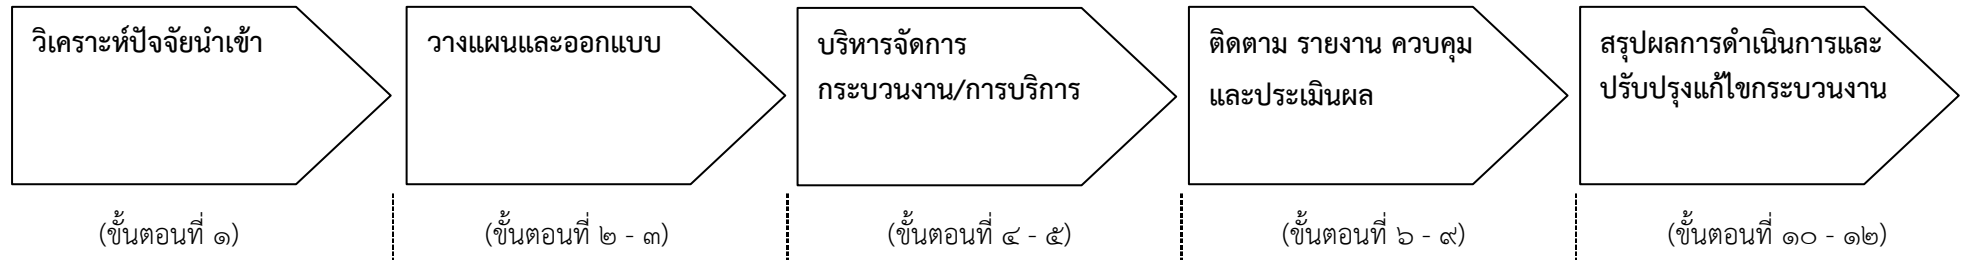 วิเคราะห์ปัจจัยนำเข้า
(ขั้นตอนที่ ๑)
วางแผนและออกแบบ
(ขั้นตอนที่ ๒ - ๓)
บริหารจัดการ
กระบวนงาน/การบริการ
(ขั้นตอนที่ ๔ - ๕)
ติดตาม รายงาน ควบคุม
และประเมินผล
(ขั้นตอนที่ ๖ - ๙)
สรุปผลการดำเนินการและ
ปรับปรุงแก้ไขกระบวนงาน
(ขั้นตอนที่ ๑๐ - ๑๒)